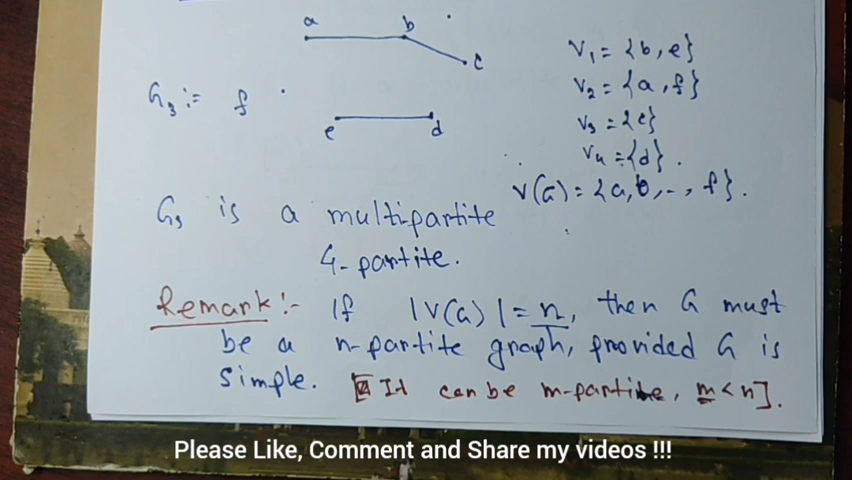 a b c
V₁ = {b, e}
V₂ = {a, f}
G₃ :- f
V₃ = {c}
e d
V₄ = {d}.
V(G) = {a, b, .., f}.
G₃ is a multipartite
4-partite.
Remark :- If |V(G)| = n, then G must
be a n-partite graph, provided G is
simple. [It can be m-partite, m < n].
Please Like, Comment and Share my videos !!!